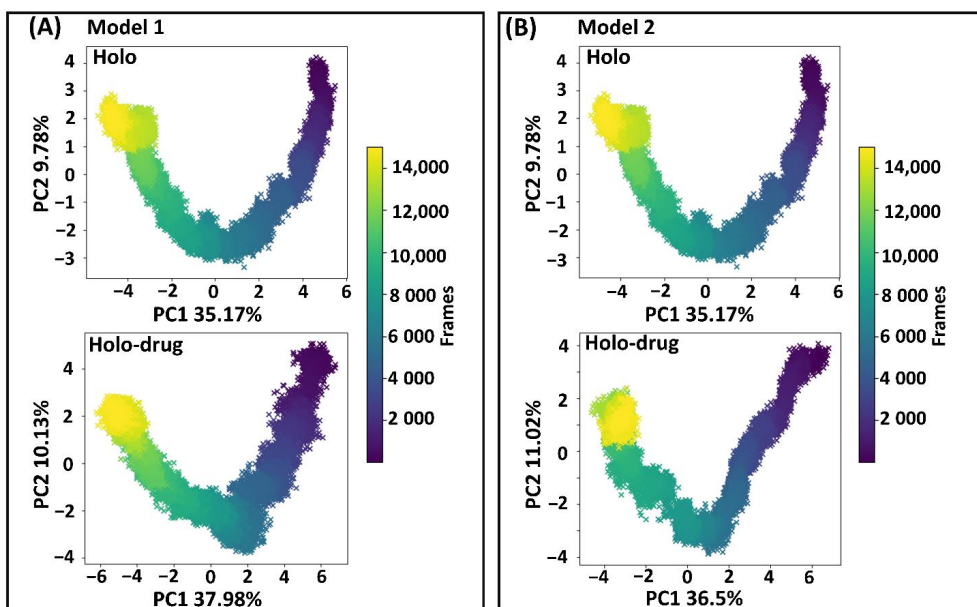 (A) Model 1
Holo
4
3
2
1
0
−1
−2
−3
PC2 9.78%
−4 −2 0 2 4 6
PC1 35.17%
Holo-drug
4
2
0
−2
−4
PC2 10.13%
−6 −4 −2 0 2 4 6
PC1 37.98%
14,000
12,000
10,000
8 000
6 000
4 000
2 000
Frames
(B) Model 2
Holo
4
3
2
1
0
−1
−2
−3
PC2 9.78%
−4 −2 0 2 4 6
PC1 35.17%
Holo-drug
4
2
0
−2
−4
PC2 11.02%
−4 −2 0 2 4 6
PC1 36.5%
14,000
12,000
10,000
8 000
6 000
4 000
2 000
Frames